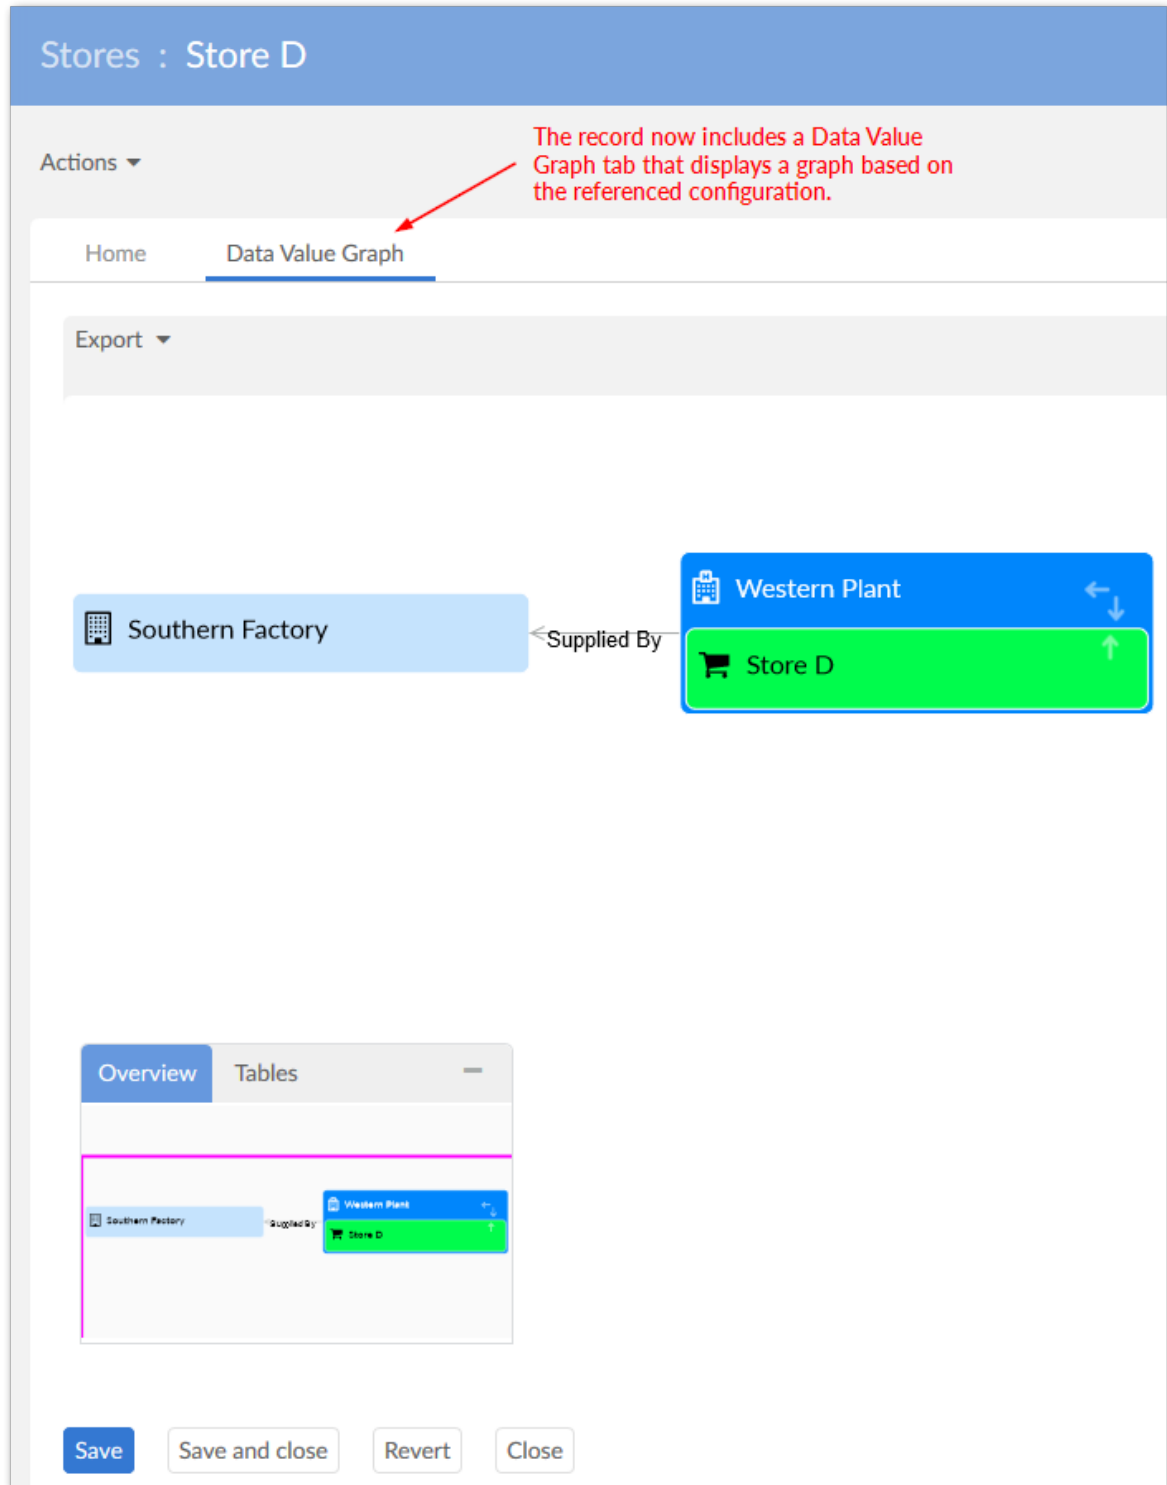 Stores : Store D
The record now includes a Data Value
Graph tab that displays a graph based on
the referenced configuration.
Actions
Home Data Value Graph
Export
Western Plant
Southern Factory
Supplied By
Store D
Overview Tables
Western Plant
Southern Factory
Supplied By
Store D
Save Save and close Revert Close